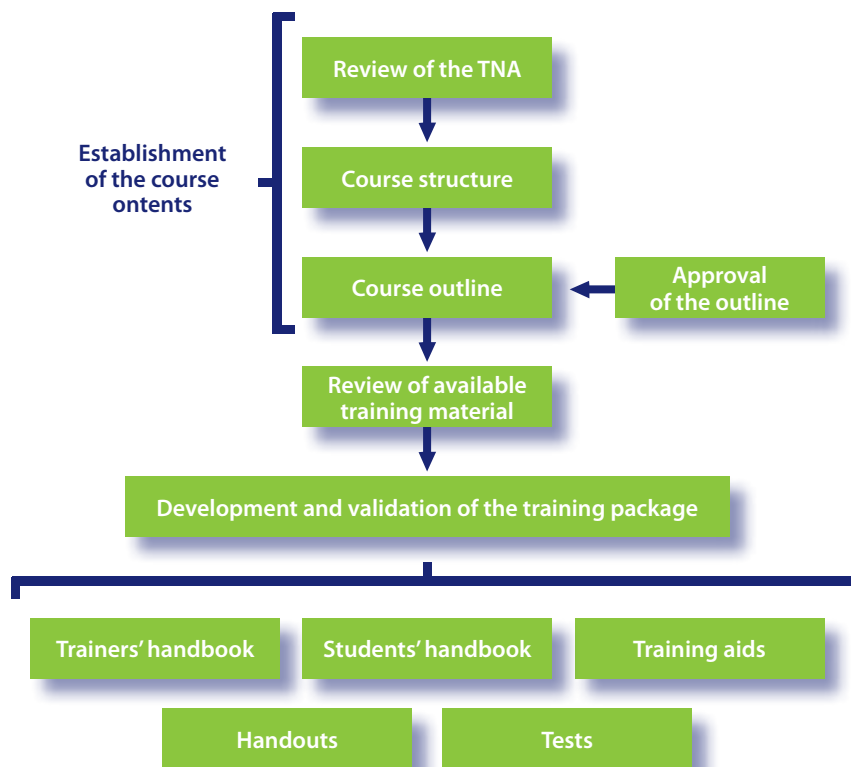 Review of the TNA
Establishment
of the course
ontents
Course structure
Course outline
Approval
of the outline
Review of available
training material
Development and validation of the training package
Trainers’ handbook
Students’ handbook
Training aids
Handouts
Tests